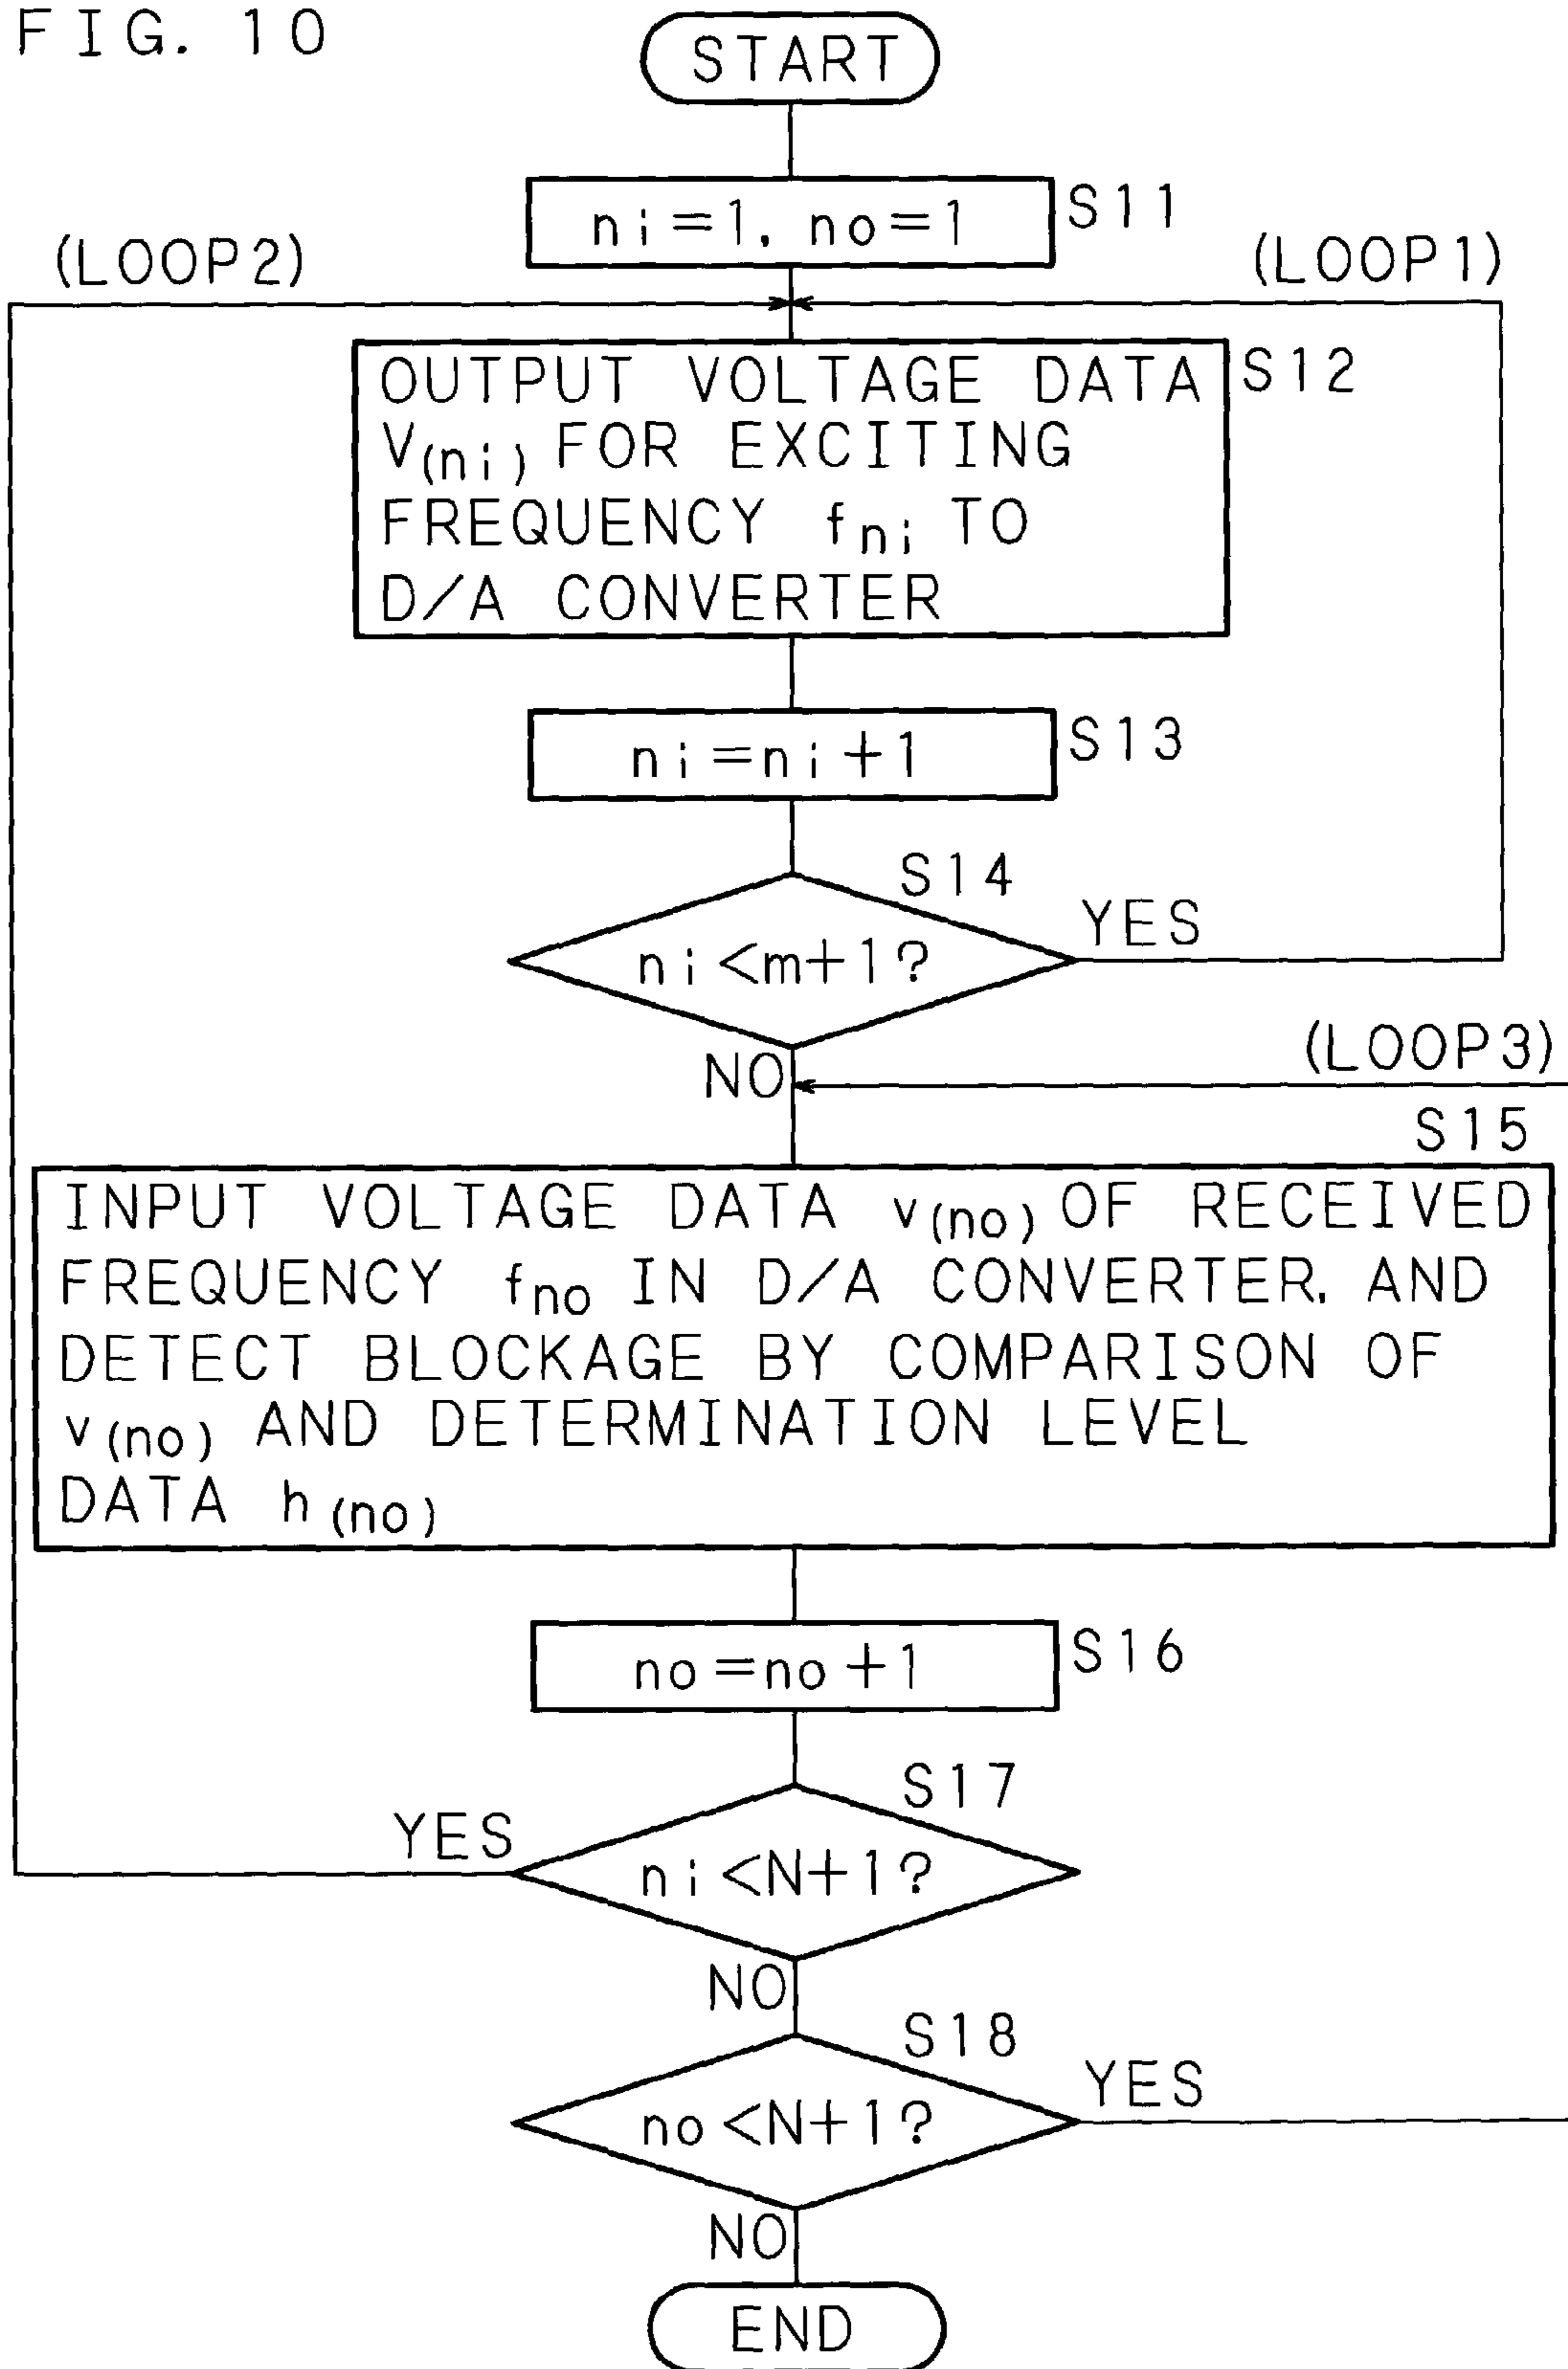 FIG. 10
START
ni=1, no=1
S11
(LOOP2)
(LOOP1)
OUTPUT VOLTAGE DATA
V(ni) FOR EXCITING
FREQUENCY fni TO
D/A CONVERTER
S12
ni=ni+1
S13
S14
ni<m+1?
YES
NO
(LOOP3)
S15
INPUT VOLTAGE DATA v(no) OF RECEIVED
FREQUENCY fno IN D/A CONVERTER, AND
DETECT BLOCKAGE BY COMPARISON OF
v(no) AND DETERMINATION LEVEL
DATA h(no)
no=no+1
S16
S17
YES
ni<N+1?
NO
S18
YES
no<N+1?
NO
END